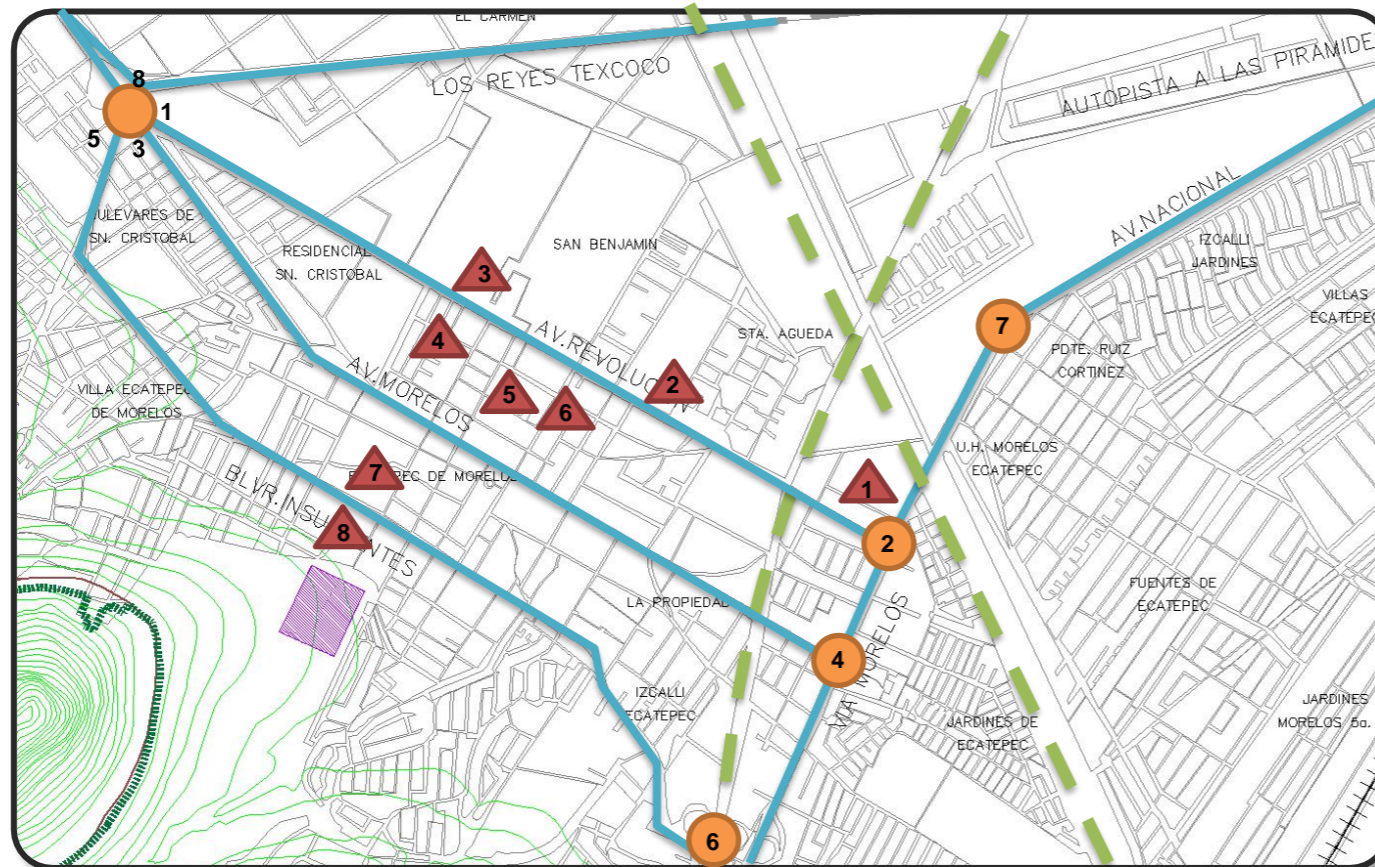 EL CARMEN
LOS REYES TEXCOCO
AUTOPISTA A LAS PIRAMIDE
8
1
5
3
AV.NACIONAL
ULEVARES DE
SN. CRISTOBAL
RESIDENCIAL
SN. CRISTOBAL
SAN BENJAMIN
IZCALLI
JARDINES
3
VILLAS
ECATEPEC
7
4
AV.REVOLUCION
STA. AGUEDA
PDTE. RUIZ
CORTINEZ
AV.MORELOS
2
VILLA ECATEPEC
DE MORELOS
5
6
U.H. MORELOS
ECATEPEC
7
PEC DE MORELOS
1
BLVR.INSU NTES
8
2
FUENTES DE
ECATEPEC
LA PROPIEDAD
4
VIA MORELOS
IZCALLI
ECATEPEC
JARDINES
MORELOS 5a.
JARDINES DE
ECATEPEC
6